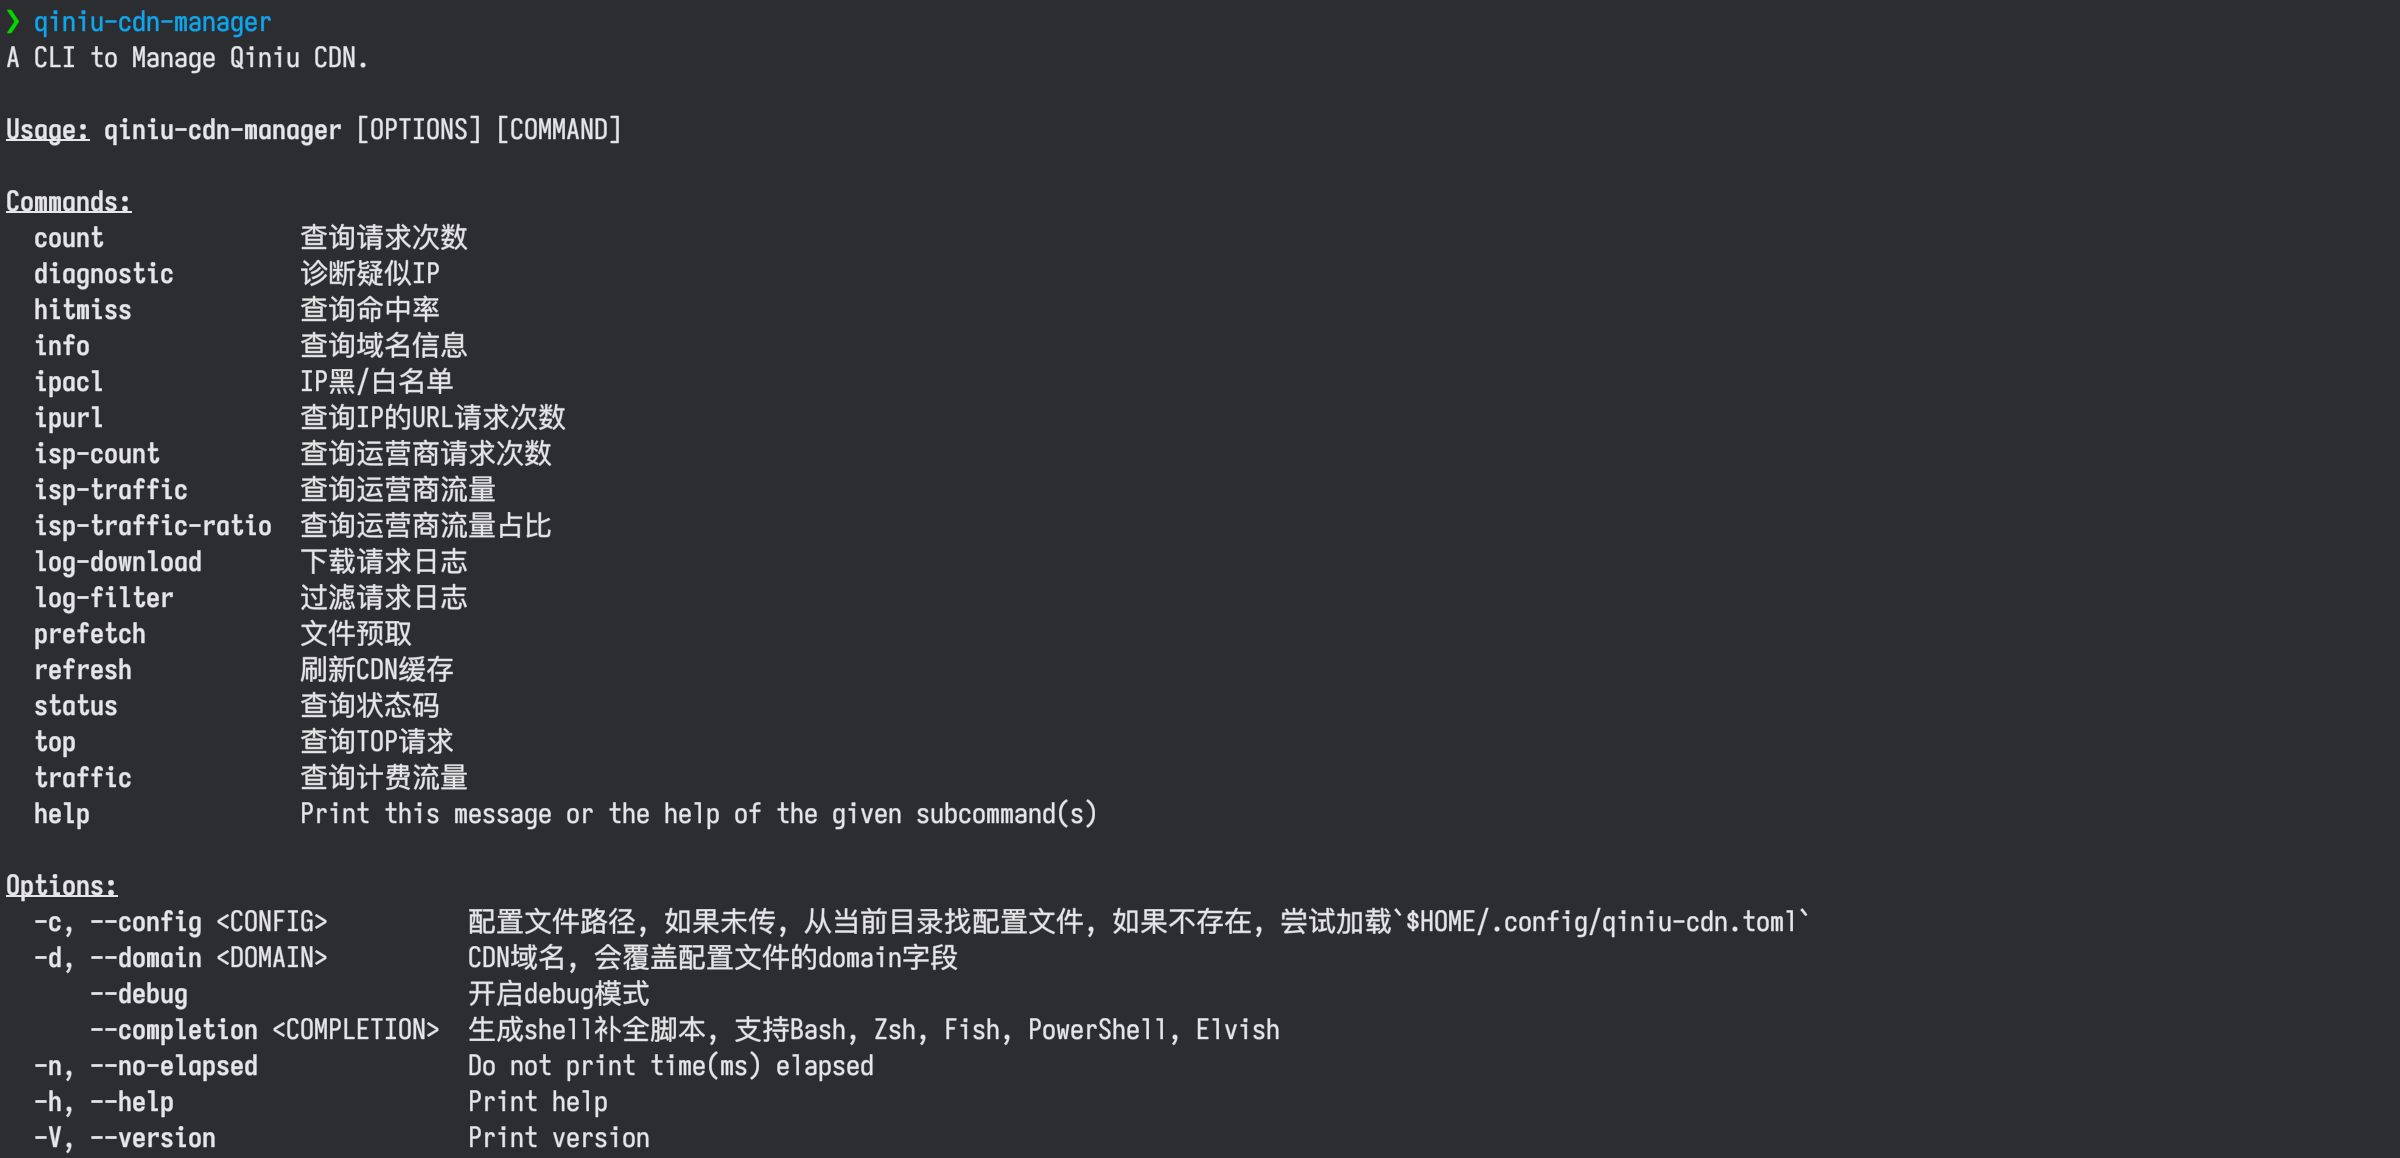 ❯ qiniu-cdn-manager
A CLI to Manage Qiniu CDN.
Usage: qiniu-cdn-manager [OPTIONS] [COMMAND]
Commands:
count 查询请求次数
diagnostic 诊断疑似IP
hitmiss 查询命中率
info 查询域名信息
ipacl IP黑/白名单
ipurl 查询IP的URL请求次数
isp-count 查询运营商请求次数
isp-traffic 查询运营商流量
isp-traffic-ratio 查询运营商流量占比
log-download 下载请求日志
log-filter 过滤请求日志
prefetch 文件预取
refresh 刷新CDN缓存
status 查询状态码
top 查询TOP请求
traffic 查询计费流量
help Print this message or the help of the given subcommand(s)
Options:
-c, --config <CONFIG> 配置文件路径，如果未传，从当前目录找配置文件，如果不存在，尝试加载`$HOME/.config/qiniu-cdn.toml`
-d, --domain <DOMAIN> CDN域名，会覆盖配置文件的domain字段
--debug 开启debug模式
--completion <COMPLETION> 生成shell补全脚本，支持Bash, Zsh, Fish, PowerShell, Elvish
-n, --no-elapsed Do not print time(ms) elapsed
-h, --help Print help
-V, --version Print version